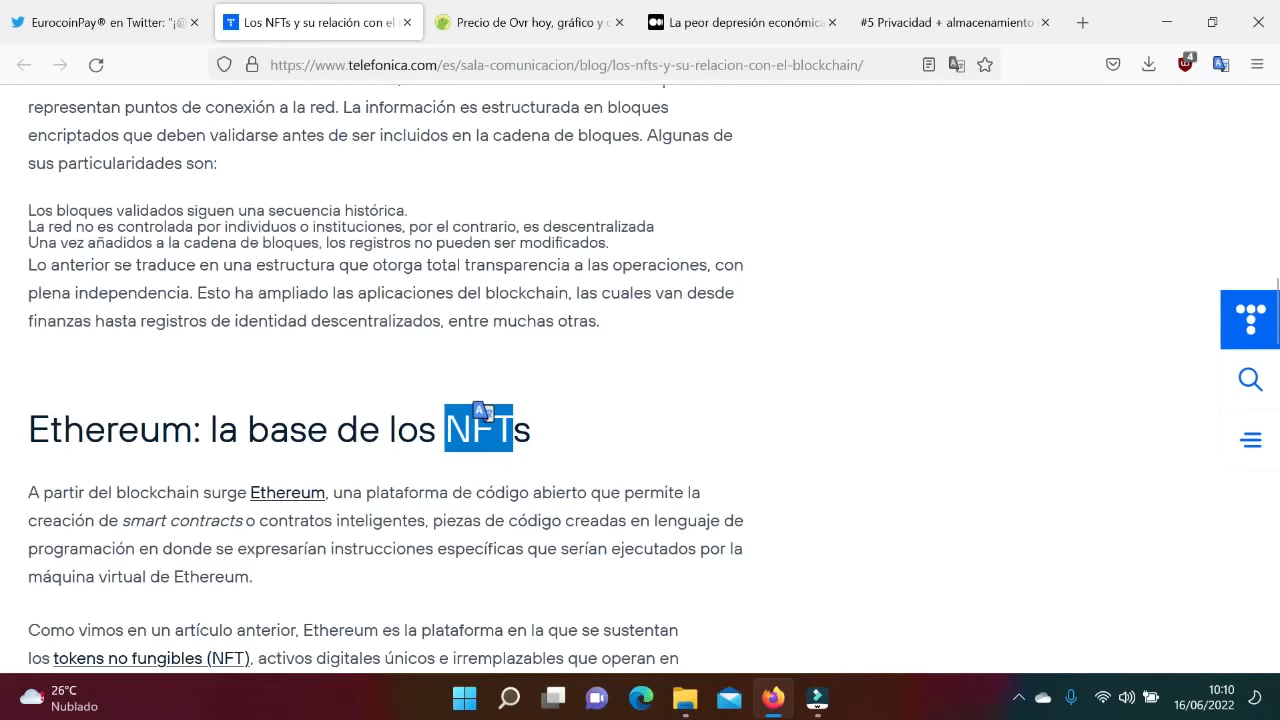 EurocoinPay® en Twitter: "¡@
Los NFTs y su relación con el
Precio de Ovr hoy, gráfico y c
La peor depresión económica
#5 Privacidad + almacenamiento
https://www.telefonica.com/es/sala-comunicacion/blog/los-nfts-y-su-relacion-con-el-blockchain/
4
representan puntos de conexión a la red. La información es estructurada en bloques
encriptados que deben validarse antes de ser incluidos en la cadena de bloques. Algunas de
sus particularidades son:
Los bloques validados siguen una secuencia histórica.
La red no es controlada por individuos o instituciones, por el contrario, es descentralizada
Una vez añadidos a la cadena de bloques, los registros no pueden ser modificados.
Lo anterior se traduce en una estructura que otorga total transparencia a las operaciones, con
plena independencia. Esto ha ampliado las aplicaciones del blockchain, las cuales van desde
finanzas hasta registros de identidad descentralizados, entre muchas otras.
Ethereum: la base de los NFTs
A partir del blockchain surge Ethereum, una plataforma de código abierto que permite la
creación de smart contracts o contratos inteligentes, piezas de código creadas en lenguaje de
programación en donde se expresarían instrucciones específicas que serían ejecutados por la
máquina virtual de Ethereum.
Como vimos en un artículo anterior, Ethereum es la plataforma en la que se sustentan
los tokens no fungibles (NFT), activos digitales únicos e irremplazables que operan en
26°C
Nublado
10:10
16/06/2022